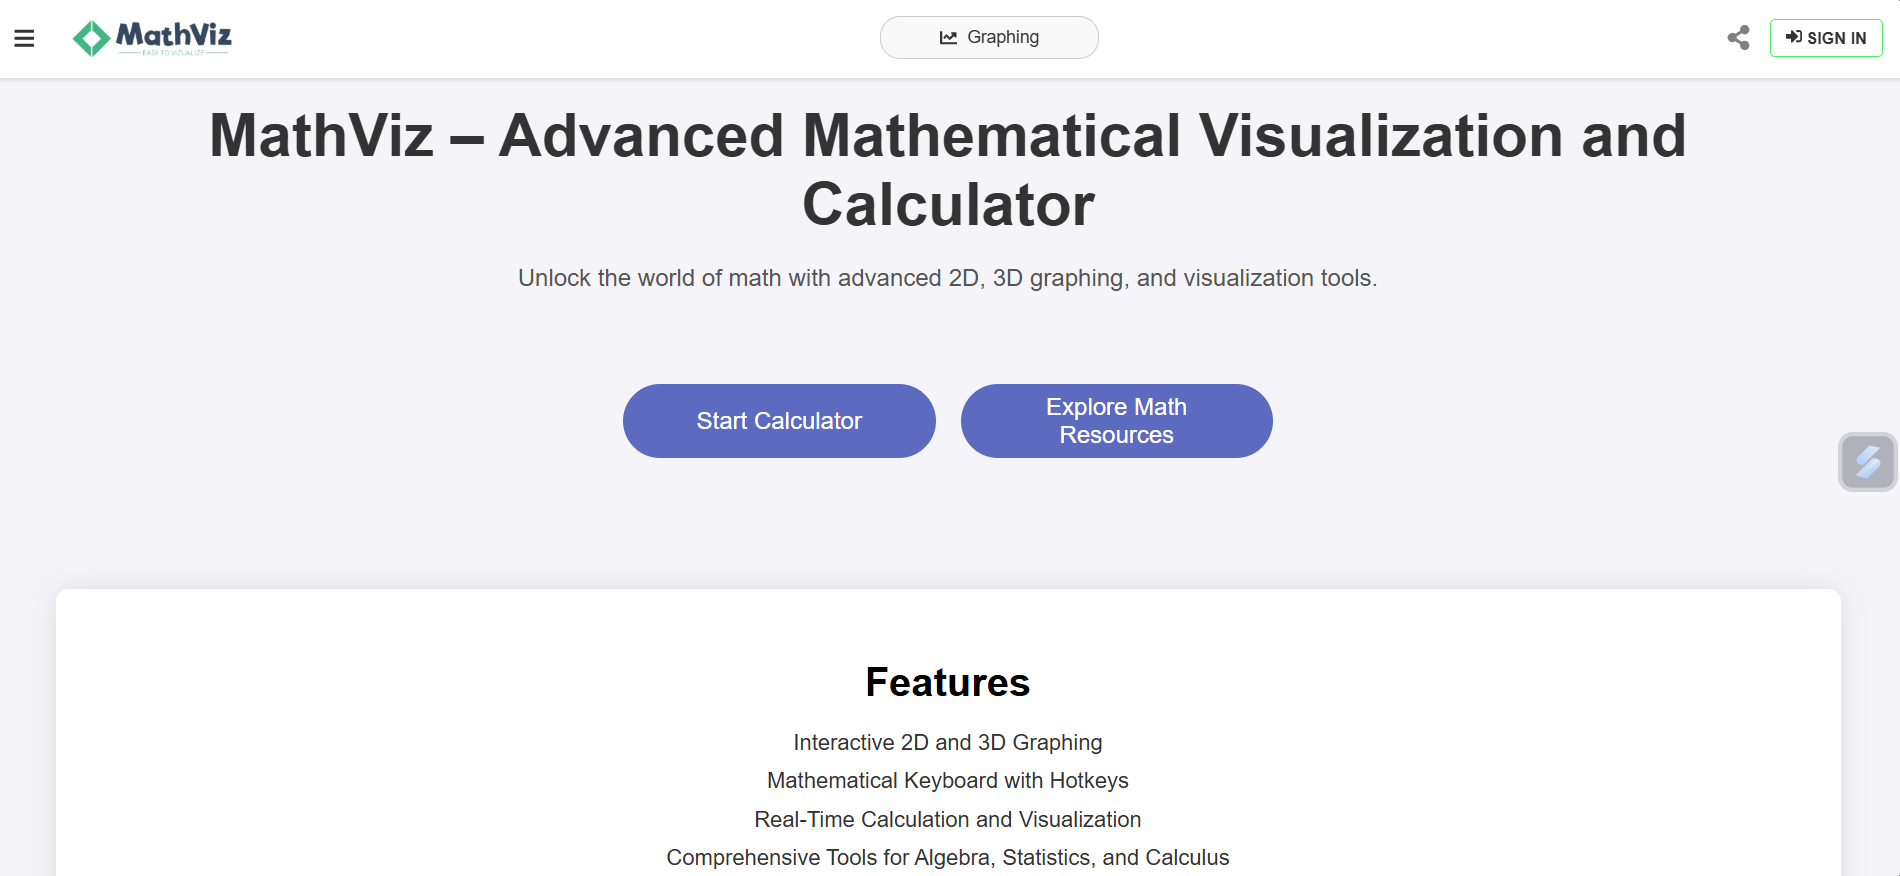 MathViz
EASY TO VIZUALIZE
Graphing
SIGN IN
MathViz – Advanced Mathematical Visualization and
Calculator
Unlock the world of math with advanced 2D, 3D graphing, and visualization tools.
Start Calculator
Explore Math
Resources
Features
Interactive 2D and 3D Graphing
Mathematical Keyboard with Hotkeys
Real-Time Calculation and Visualization
Comprehensive Tools for Algebra, Statistics, and Calculus